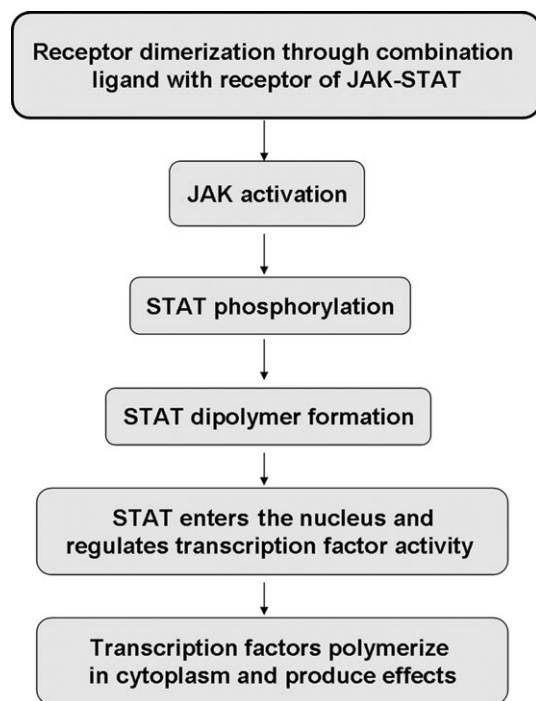 Receptor dimerization through combination
ligand with receptor of JAK-STAT
JAK activation
STAT phosphorylation
STAT dipolymer formation
STAT enters the nucleus and
regulates transcription factor activity
Transcription factors polymerize
in cytoplasm and produce effects